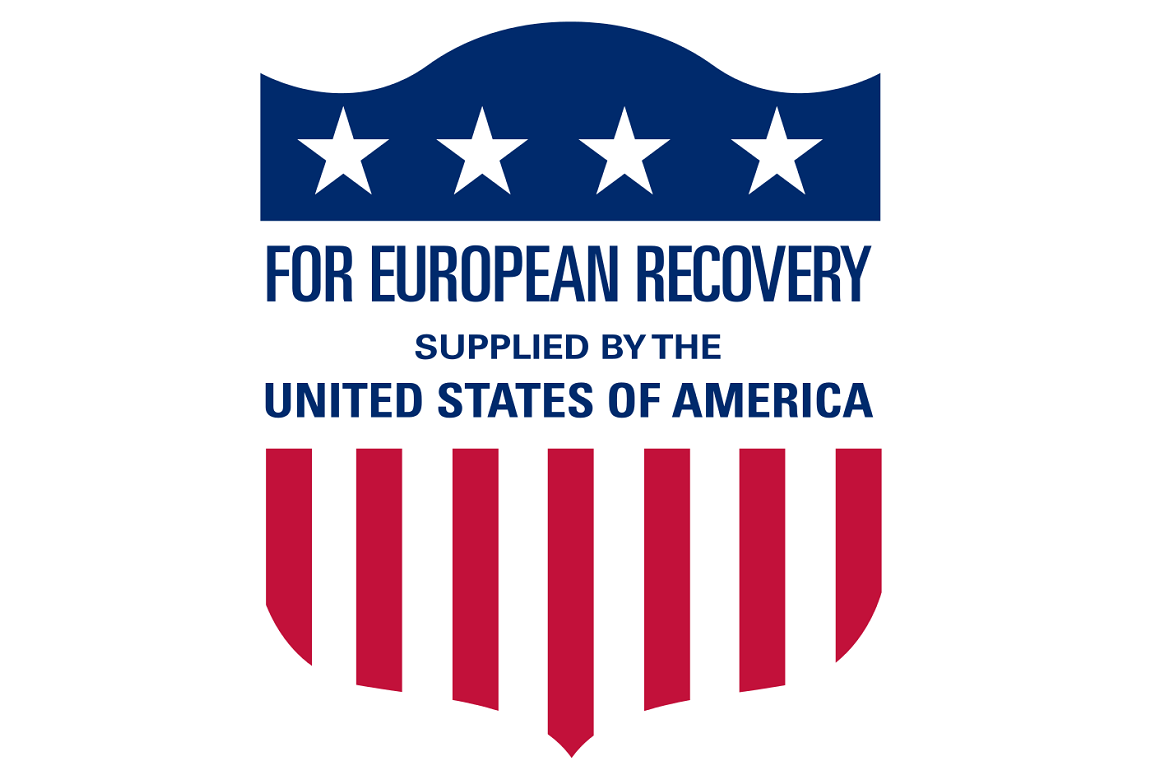 FOR EUROPEAN RECOVERY
SUPPLIED BY THE
UNITED STATES OF AMERICA